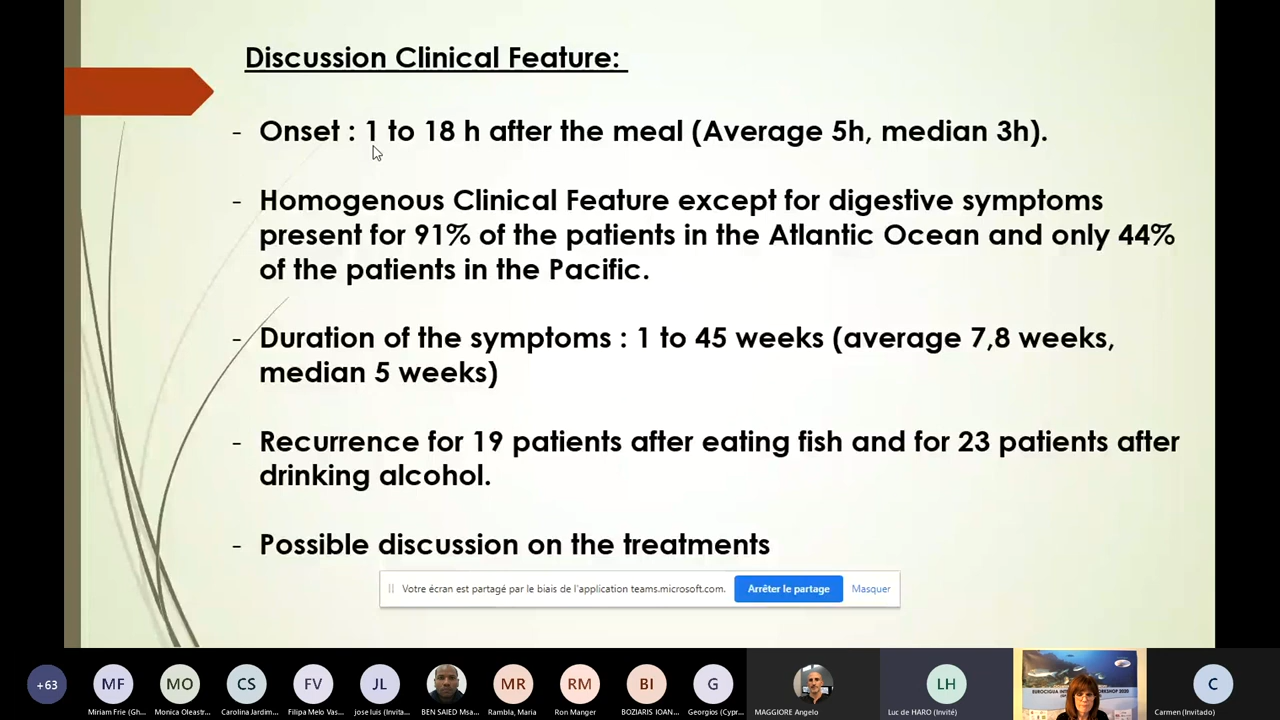 Discussion Clinical Feature:
- Onset : 1 to 18 h after the meal (Average 5h, median 3h).
- Homogenous Clinical Feature except for digestive symptoms
present for 91% of the patients in the Atlantic Ocean and only 44%
of the patients in the Pacific.
- Duration of the symptoms : 1 to 45 weeks (average 7,8 weeks,
median 5 weeks)
- Recurrence for 19 patients after eating fish and for 23 patients after
drinking alcohol.
- Possible discussion on the treatments
Votre écran est partagé par le biais de l'application teams.microsoft.com. Arrêter le partage Masquer
+63 MF MO CS FV JL MR RM BI G LH C
Miriam Frie (Gh... Monica Oleastr... Carolina Jardim... Filipa Melo Vas... jose luis (Invita... BEN SAIED Msa... Rambla, Maria Ron Manger BOZIARIS IOAN... Georgios (Cypr... MAGGIORE Angelo Luc de HARO (Invité) Carmen (Invitado)